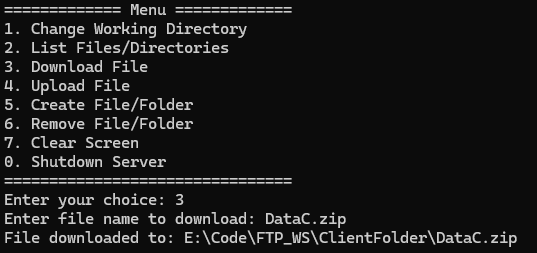 ============= Menu =============
1. Change Working Directory
2. List Files/Directories
3. Download File
4. Upload File
5. Create File/Folder
6. Remove File/Folder
7. Clear Screen
0. Shutdown Server
================================
Enter your choice: 3
Enter file name to download: DataC.zip
File downloaded to: E:\Code\FTP_WS\ClientFolder\DataC.zip